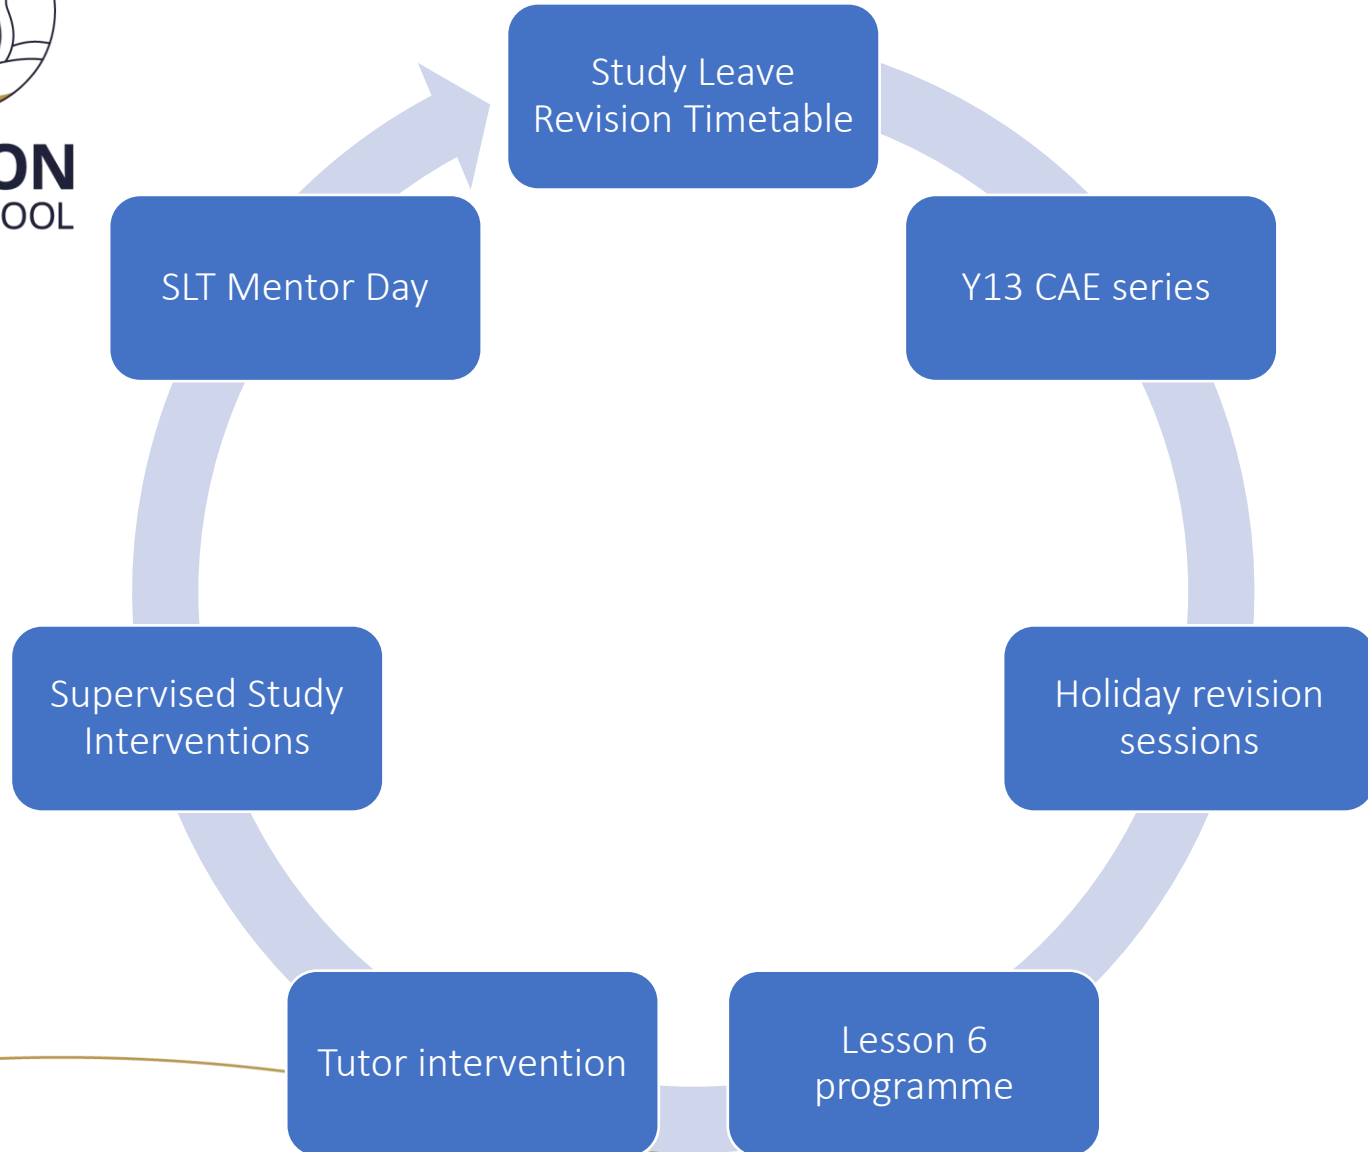 Study Leave
Revision Timetable
ON
OOL
SLT Mentor Day
Y13 CAE series
Supervised Study
Interventions
Holiday revision
sessions
Tutor intervention
Lesson 6
programme